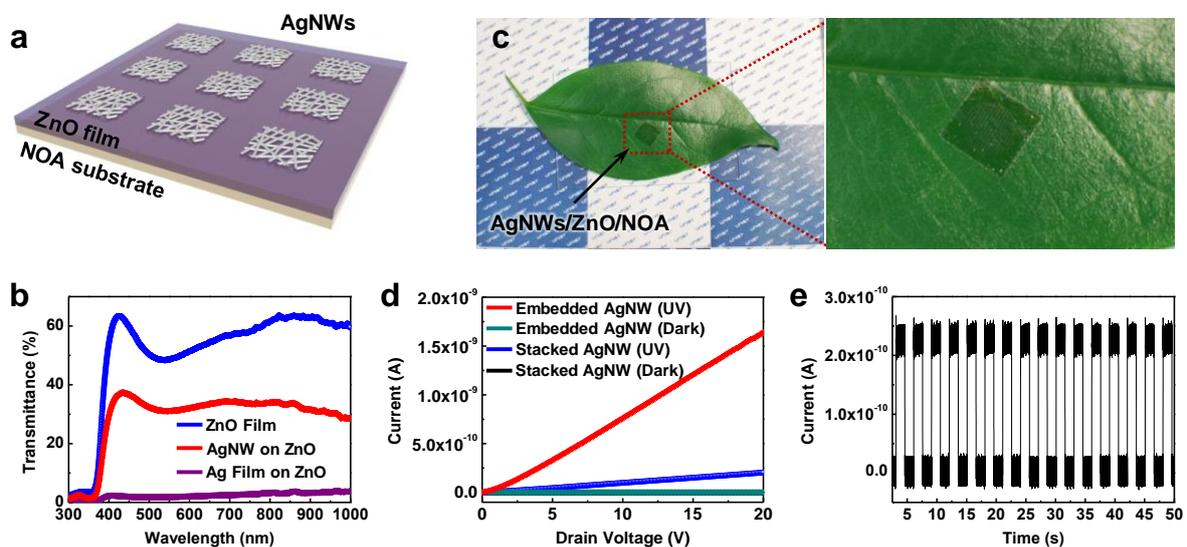 a
AgNWs
ZnO film
NOA substrate
c
AgNWs/ZnO/NOA
b
Transmittance (%)
60
40
20
0
300 400 500 600 700 800 900 1000
Wavelength (nm)
ZnO Film
AgNW on ZnO
Ag Film on ZnO
d
Current (A)
2.0x10⁻⁹
1.5x10⁻⁹
1.0x10⁻⁹
5.0x10⁻¹⁰
0.0
0 5 10 15 20
Drain Voltage (V)
Embedded AgNW (UV)
Embedded AgNW (Dark)
Stacked AgNW (UV)
Stacked AgNW (Dark)
e
Current (A)
3.0x10⁻¹⁰
2.0x10⁻¹⁰
1.0x10⁻¹⁰
0.0
5 10 15 20 25 30 35 40 45 50
Time (s)